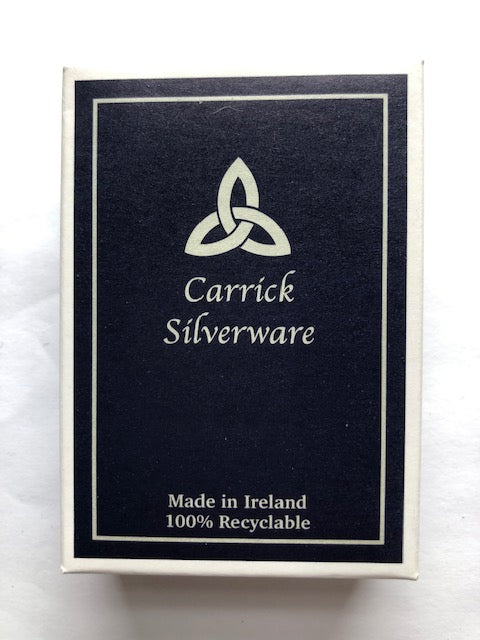 Carrick
Silverware
Made in Ireland
100% Recyclable